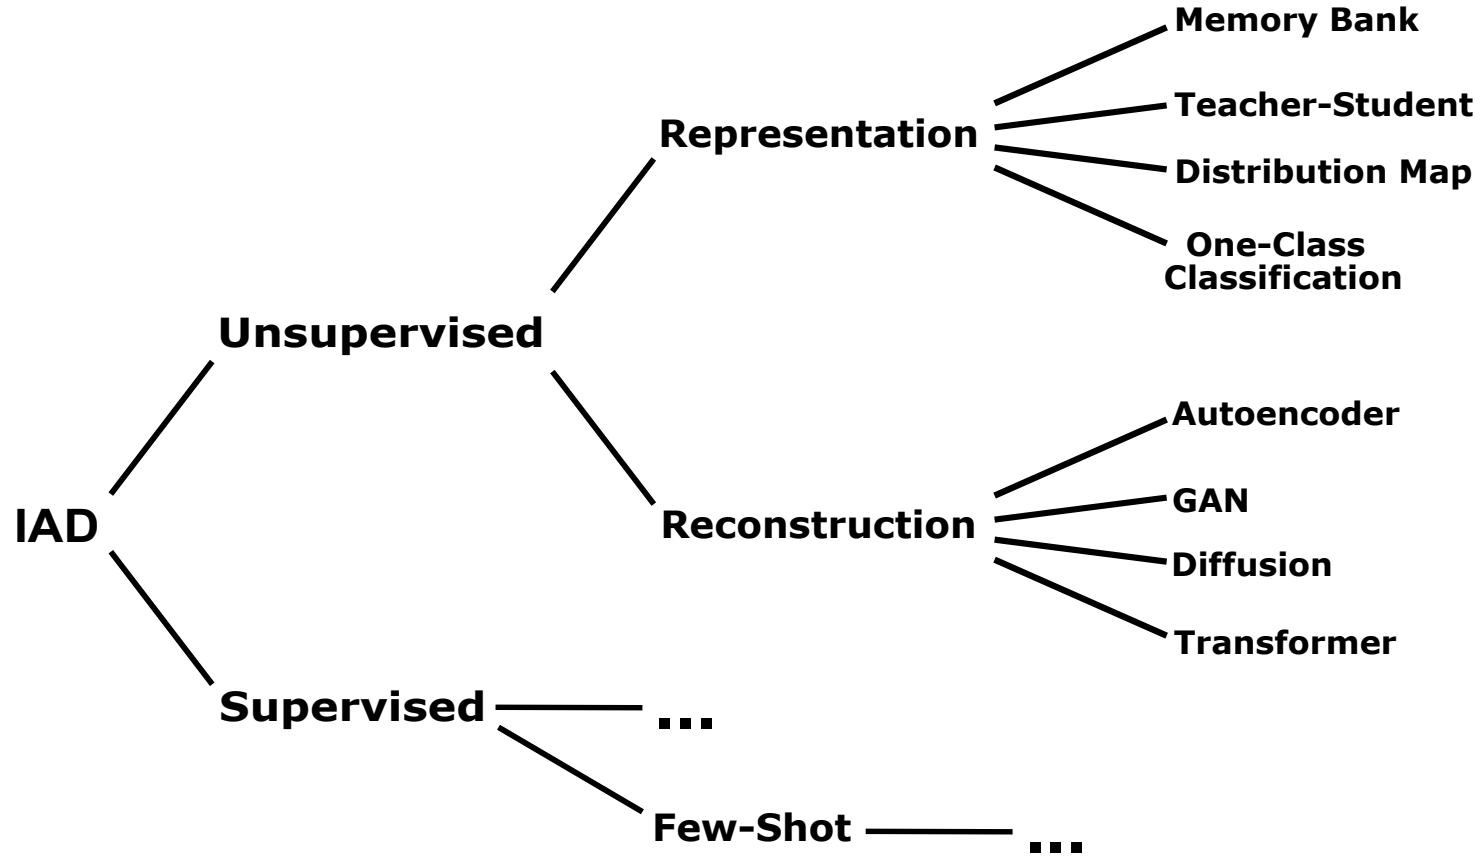 Memory Bank
Teacher-Student
Representation
Distribution Map
One-Class
Classification
Unsupervised
Autoencoder
GAN
IAD
Reconstruction
Diffusion
Transformer
Supervised
...
Few-Shot
...